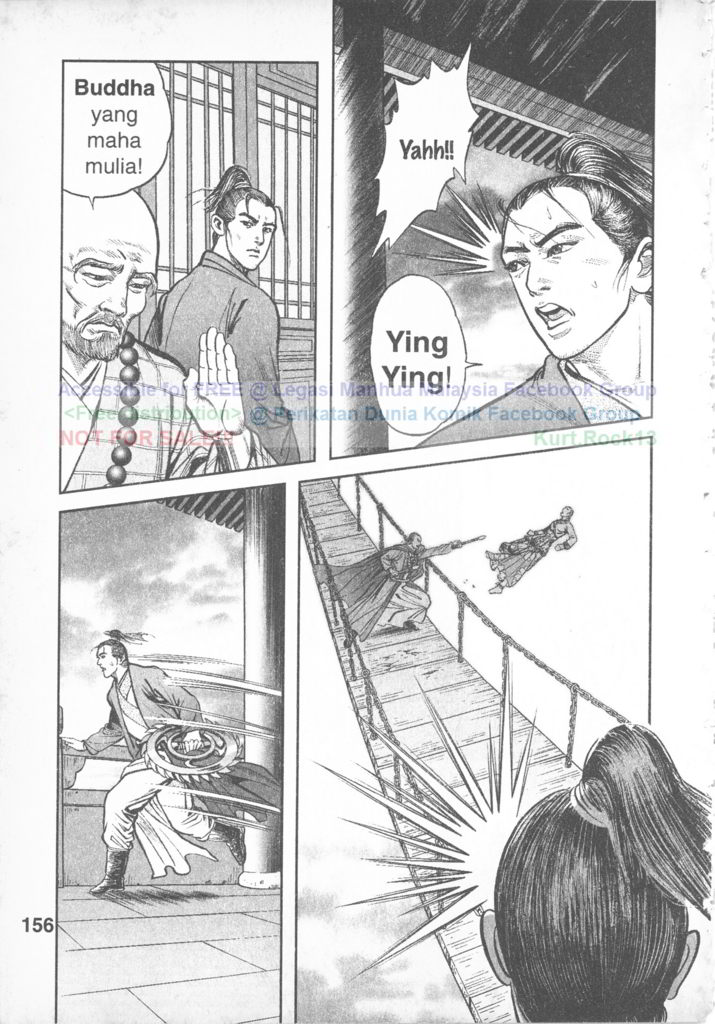 Buddha
yang
maha
mulia!
Yahh!!
Ying
Ying!
Accessible for FREE @ Legasi Manhua Malaysia Facebook Group
<Free distribution> @ Perikatan Dunia Komik Facebook Group
NOT FOR SALE!!
Kurt.Rock13
156